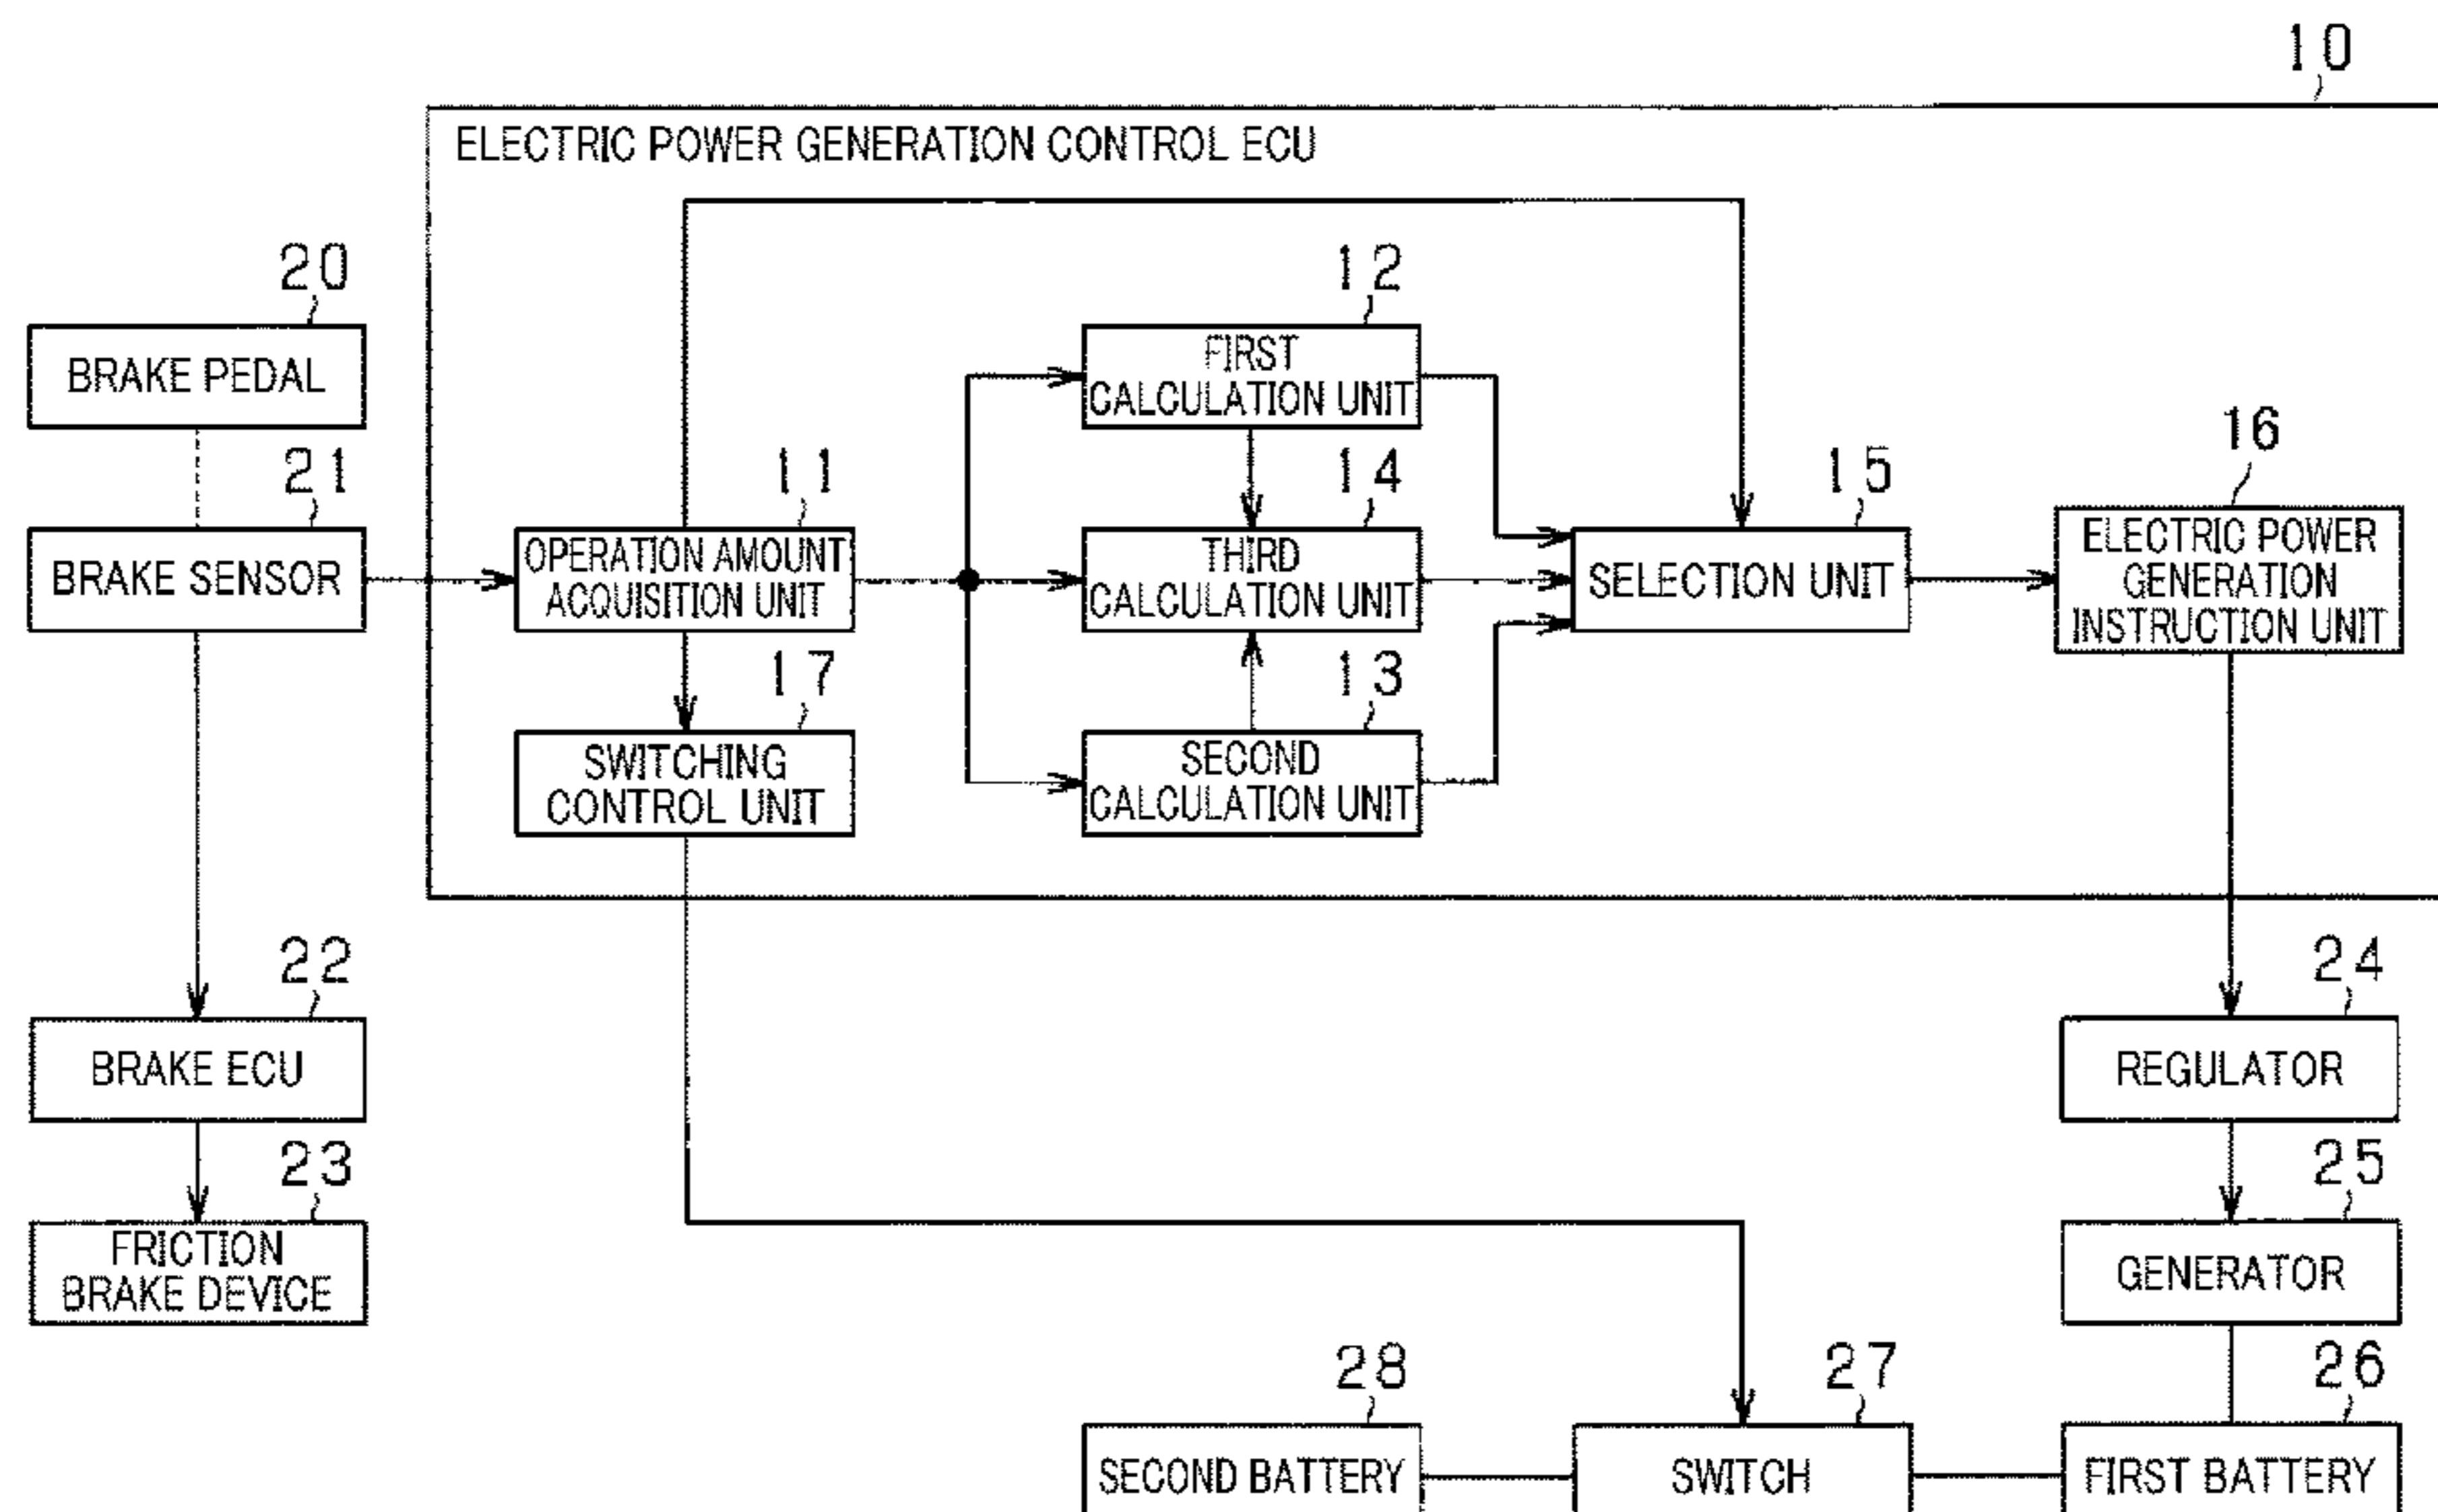 10
ELECTRIC POWER GENERATION CONTROL ECU
20
BRAKE PEDAL
21
BRAKE SENSOR
11
OPERATION AMOUNT
ACQUISITION UNIT
17
SWITCHING
CONTROL UNIT
12
FIRST
CALCULATION UNIT
14
THIRD
CALCULATION UNIT
13
SECOND
CALCULATION UNIT
15
SELECTION UNIT
16
ELECTRIC POWER
GENERATION
INSTRUCTION UNIT
22
BRAKE ECU
23
FRICTION
BRAKE DEVICE
24
REGULATOR
25
GENERATOR
28
SECOND BATTERY
27
SWITCH
26
FIRST BATTERY